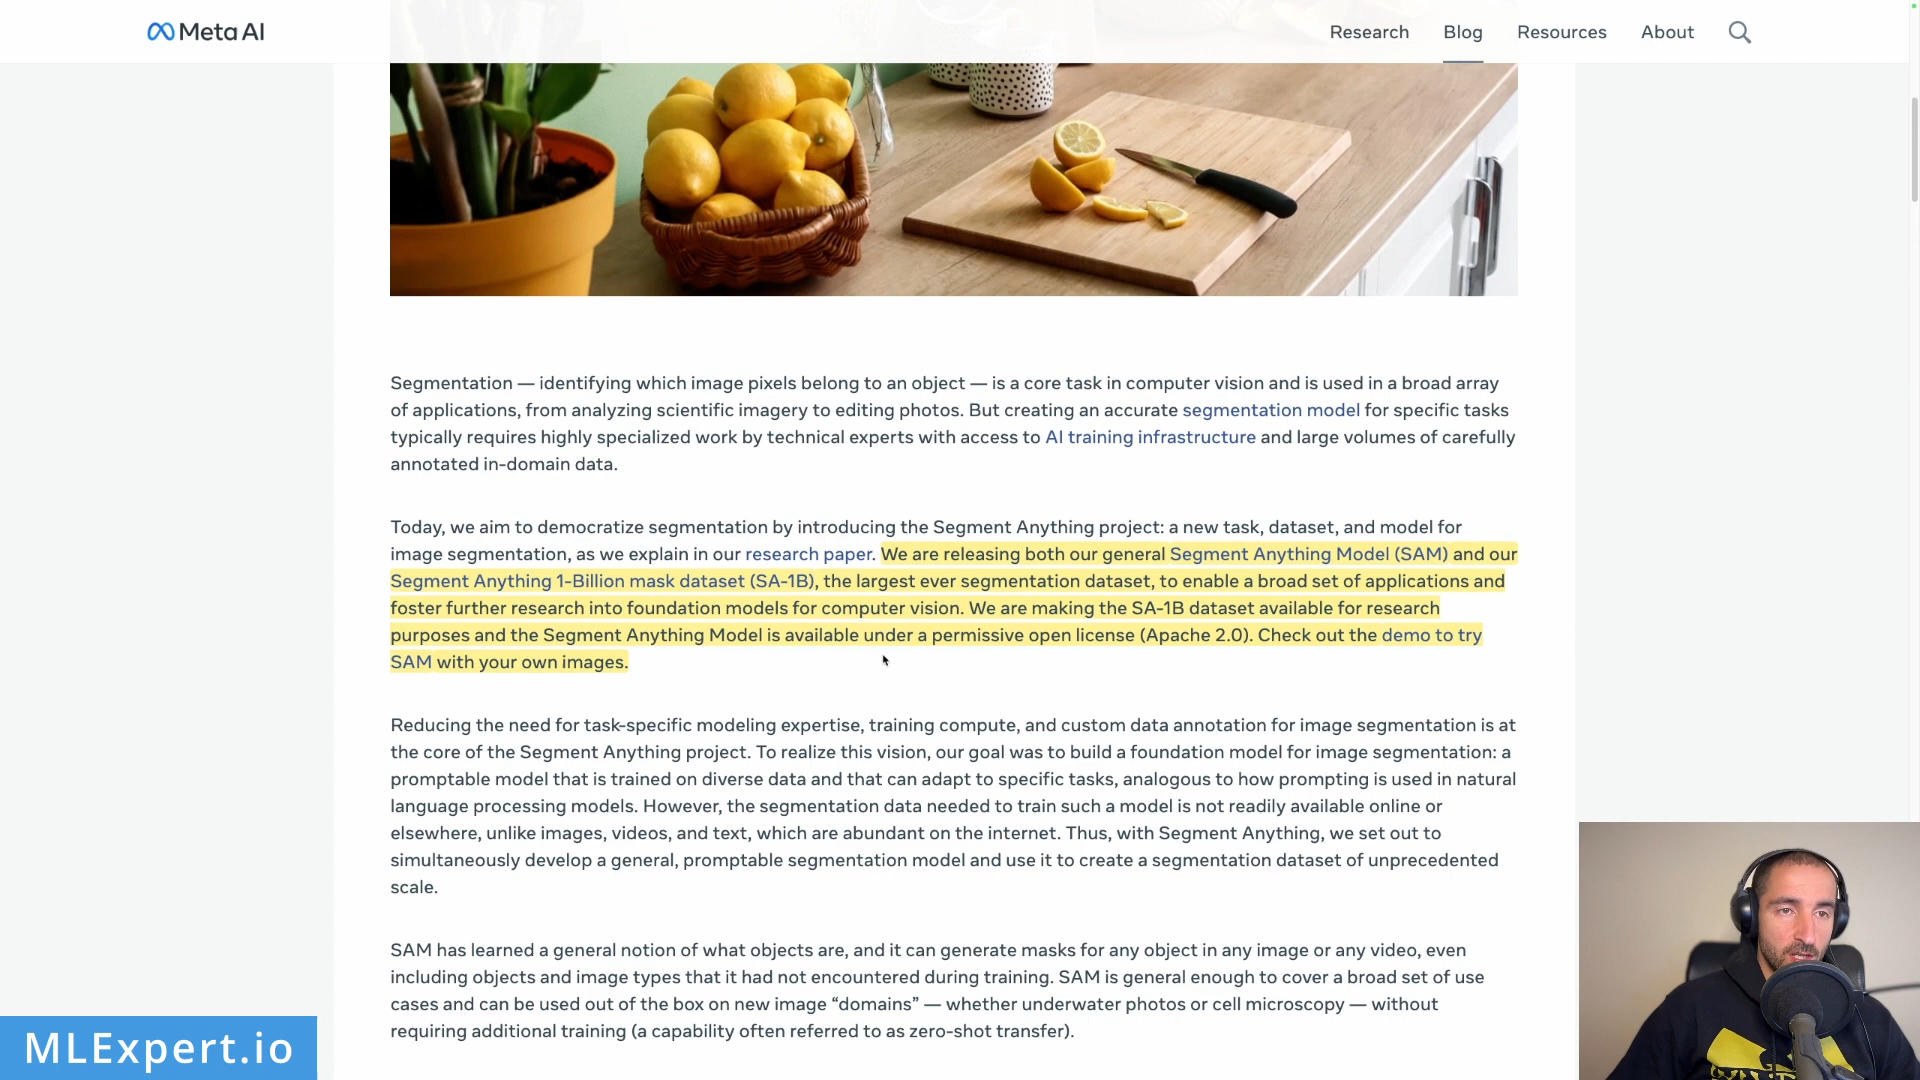 Meta AI
Research
Blog
Resources
About
Segmentation — identifying which image pixels belong to an object — is a core task in computer vision and is used in a broad array
of applications, from analyzing scientific imagery to editing photos. But creating an accurate segmentation model for specific tasks
typically requires highly specialized work by technical experts with access to AI training infrastructure and large volumes of carefully
annotated in-domain data.
Today, we aim to democratize segmentation by introducing the Segment Anything project: a new task, dataset, and model for
image segmentation, as we explain in our research paper. We are releasing both our general Segment Anything Model (SAM) and our
Segment Anything 1-Billion mask dataset (SA-1B), the largest ever segmentation dataset, to enable a broad set of applications and
foster further research into foundation models for computer vision. We are making the SA-1B dataset available for research
purposes and the Segment Anything Model is available under a permissive open license (Apache 2.0). Check out the demo to try
SAM with your own images.
Reducing the need for task-specific modeling expertise, training compute, and custom data annotation for image segmentation is at
the core of the Segment Anything project. To realize this vision, our goal was to build a foundation model for image segmentation: a
promptable model that is trained on diverse data and that can adapt to specific tasks, analogous to how prompting is used in natural
language processing models. However, the segmentation data needed to train such a model is not readily available online or
elsewhere, unlike images, videos, and text, which are abundant on the internet. Thus, with Segment Anything, we set out to
simultaneously develop a general, promptable segmentation model and use it to create a segmentation dataset of unprecedented
scale.
SAM has learned a general notion of what objects are, and it can generate masks for any object in any image or any video, even
including objects and image types that it had not encountered during training. SAM is general enough to cover a broad set of use
cases and can be used out of the box on new image “domains” — whether underwater photos or cell microscopy — without
requiring additional training (a capability often referred to as zero-shot transfer).
MLExpert.io